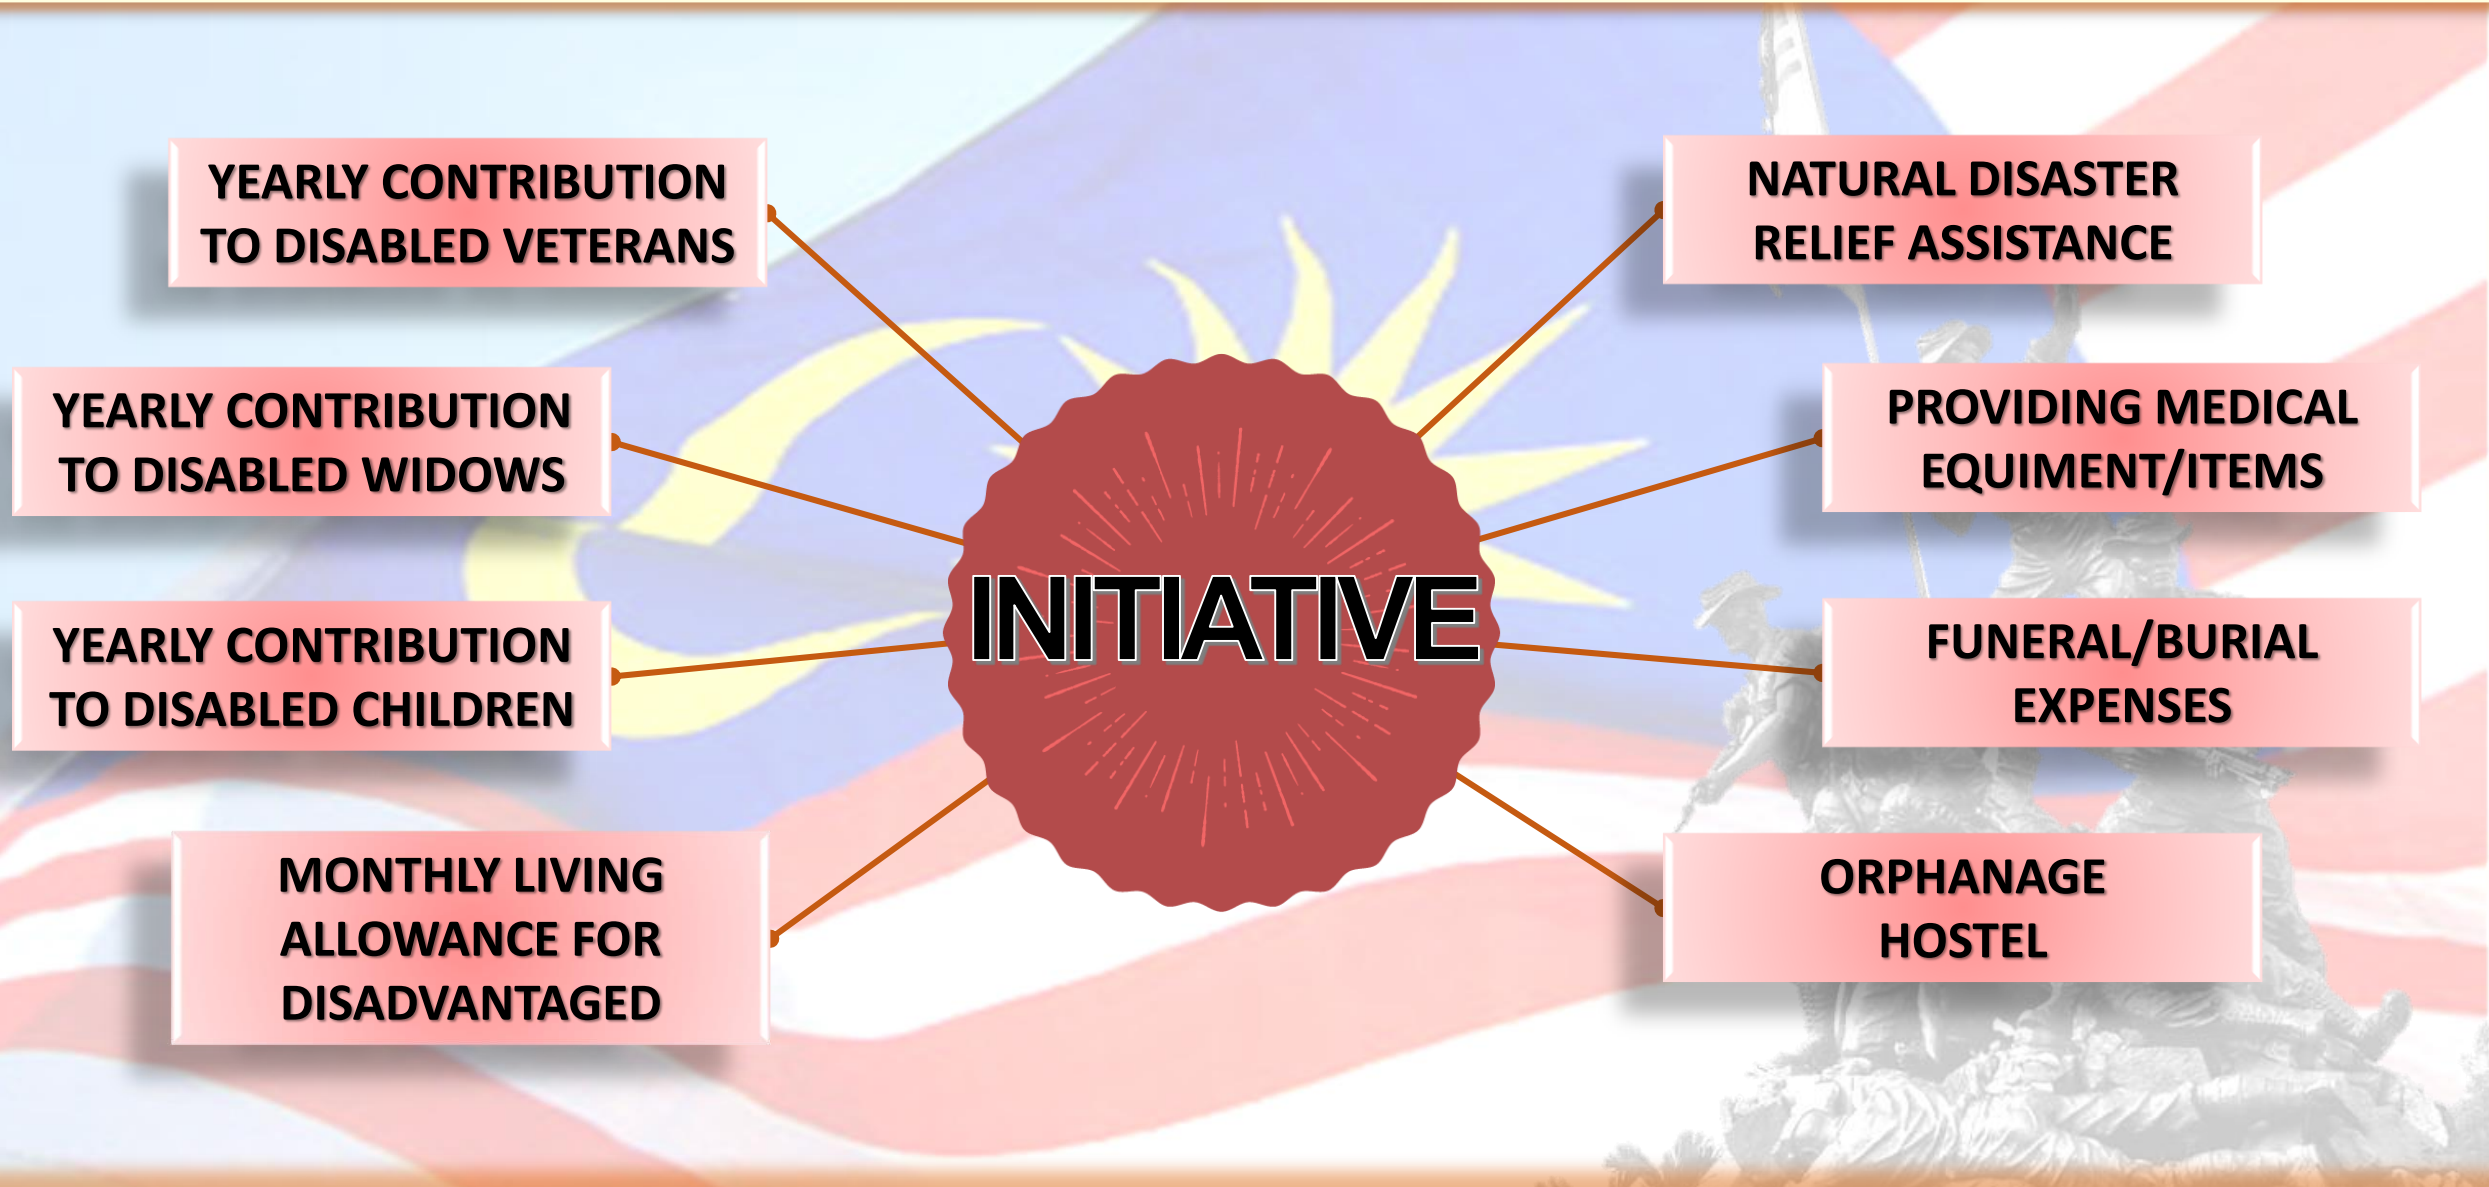 YEARLY CONTRIBUTION
TO DISABLED VETERANS
YEARLY CONTRIBUTION
TO DISABLED WIDOWS
YEARLY CONTRIBUTION
TO DISABLED CHILDREN
MONTHLY LIVING
ALLOWANCE FOR
DISADVANTAGED
INITIATIVE
NATURAL DISASTER
RELIEF ASSISTANCE
PROVIDING MEDICAL
EQUIMENT/ITEMS
FUNERAL/BURIAL
EXPENSES
ORPHANAGE
HOSTEL